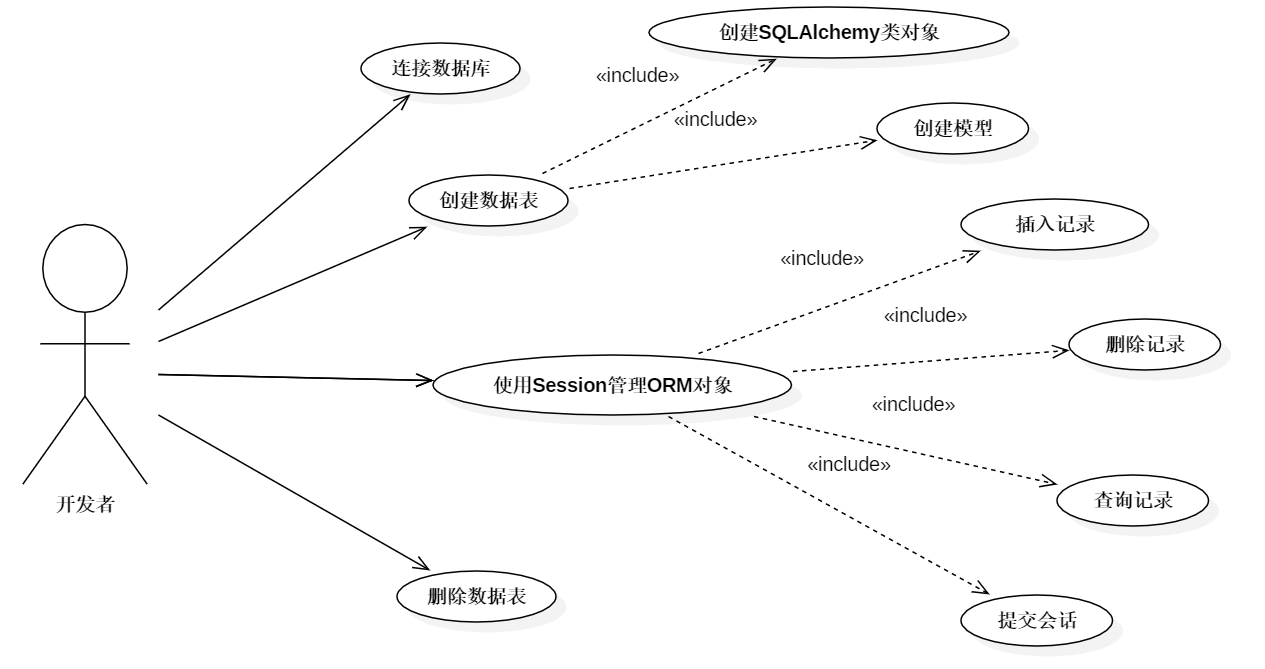 创建SQLAlchemy类对象
连接数据库
«include»
«include»
创建模型
创建数据表
插入记录
«include»
«include»
删除记录
使用Session管理ORM对象
«include»
«include»
查询记录
开发者
删除数据表
提交会话